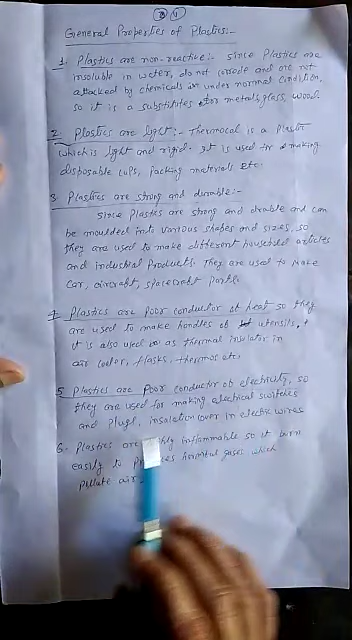 General Properties of Plastics:-
1. Plastics are non-reactive:- Since Plastics are
insoluble in water, do not corrode and are not
attacked by chemicals under normal condition,
so it is a substitutes for metals, glass, wood.
2. Plastics are light:- Thermocol is a Plastic
which is light and rigid. It is used for making
disposable cups, packing materials etc.
3 Plastics are strong and durable:-
Since Plastics are strong and drable and can
be moulded into various shapes and sizes, so
they are used to make different household articles
and industrial Products. They are used to Make
Car, aircraft, spacecraft Parts.
4 Plastics are Poor conductor of heat so they
are used to make handles of utensils,
it is also used as thermal insulator in
air cooler, flasks, thermos etc.
5 Plastics are Poor conductor of electricity, so
they are used for making electrical switches
and Plugs, insulation cover in electric wires
6. Plastics are inflammable so it burn
easily to harmful gases which
Pollute air.